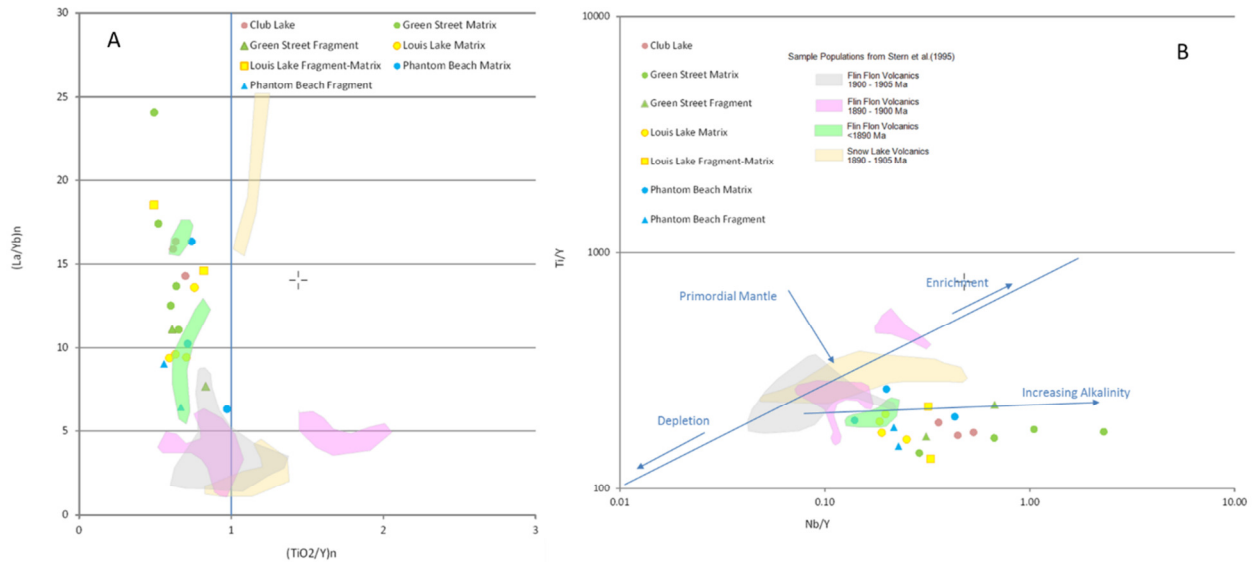 A
Club Lake
Green Street Matrix
Green Street Fragment
Louis Lake Matrix
Louis Lake Fragment-Matrix
Phantom Beach Matrix
Phantom Beach Fragment
30
25
20
15
10
5
0
(La/Yb)n
0
1
2
3
(TiO2/Y)n
B
Club Lake
Green Street Matrix
Green Street Fragment
Louis Lake Matrix
Louis Lake Fragment-Matrix
Phantom Beach Matrix
Phantom Beach Fragment
Sample Populations from Stern et al.(1995)
Flin Flon Volcanics
1900 - 1905 Ma
Flin Flon Volcanics
1890 - 1900 Ma
Flin Flon Volcanics
<1890 Ma
Snow Lake Volcanics
1890 - 1905 Ma
10000
1000
100
Ti/Y
Primordial Mantle
Enrichment
Increasing Alkalinity
Depletion
0.01
0.10
1.00
10.00
Nb/Y